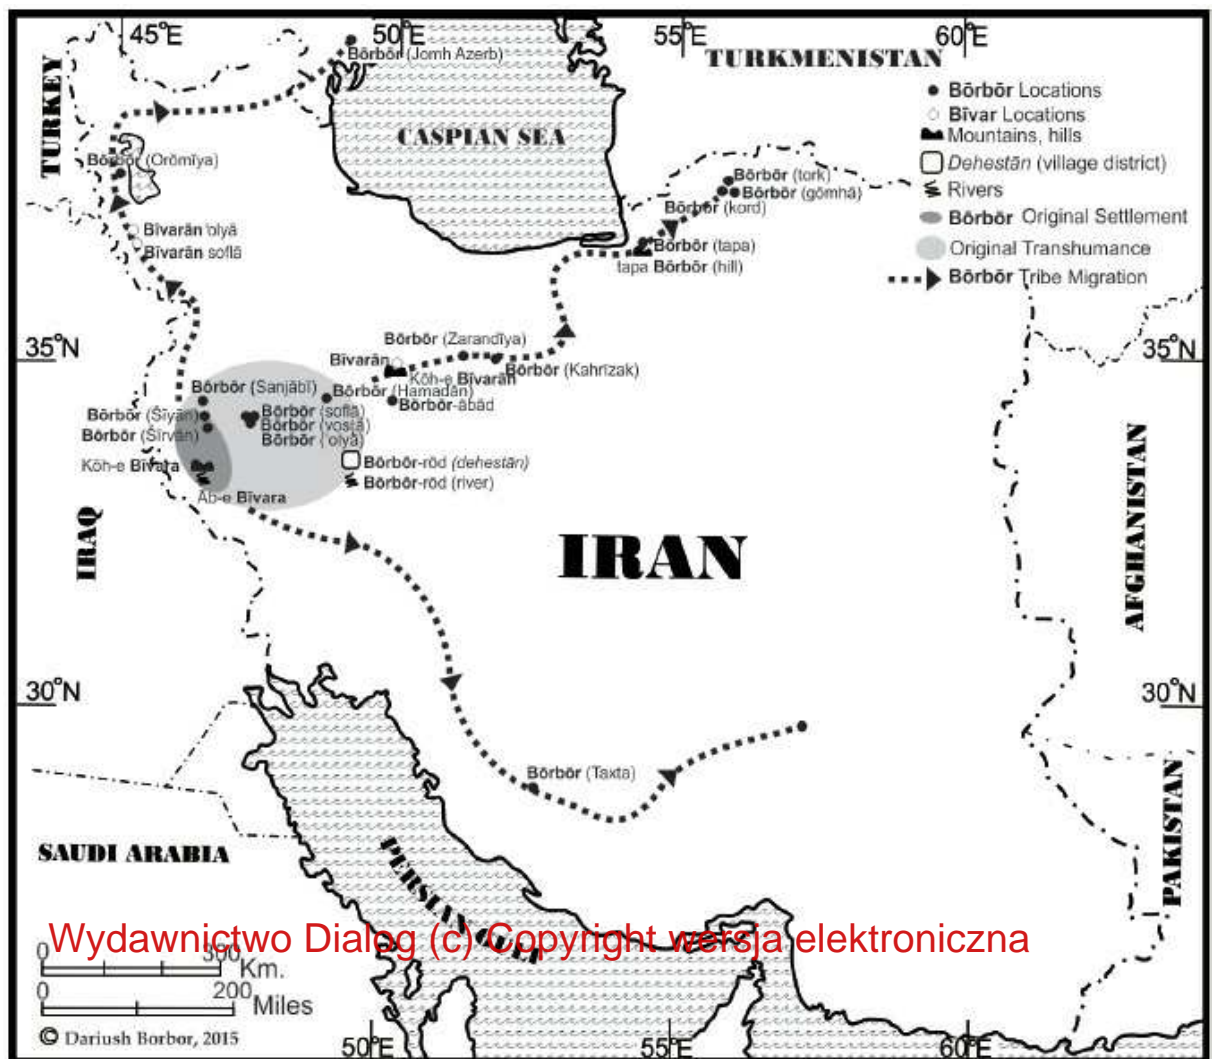 45°E
50°E
55°E
60°E
TURKMENISTAN
TURKEY
Bōrbōr (Jomh Azerb)
CASPIAN SEA
Bōrbōr Locations
Bīvar Locations
Mountains, hills
Dehestān (village district)
Rivers
Bōrbōr Original Settlement
Original Transhumance
Bōrbōr Tribe Migration
Bōrbōr (Orōmīya)
Bīvarān 'olyā
Bīvarān soflā
Bōrbōr (tork)
Bōrbōr (gōmhā)
Bōrbōr (kord)
Bōrbōr (tapa)
tapa Bōrbōr (hill)
35°N
35°N
Bōrbōr (Zarandīya)
Bīvarān
Kōh-e Bīvarān
Bōrbōr (Kahrīzak)
Bōrbōr (Sanjābī)
Bōrbōr (Hamadān)
Bōrbōr-ābād
Bōrbōr (Šīyān)
Bōrbōr (soflā)
Bōrbōr (vostā)
Bōrbōr ('olyā)
Bōrbōr (Šīrvān)
Kōh-e Bīvara
Āb-e Bīvara
Bōrbōr-rōd (dehestān)
Bōrbōr-rōd (river)
IRAQ
IRAN
AFGHANISTAN
30°N
30°N
Bōrbōr (Taxta)
SAUDI ARABIA
PERSIAN GULF
PAKISTAN
Wydawnictwo Dialog (c) Copyright wersja elektroniczna
0 350
Km.
0 200
Miles
© Dariush Borbor, 2015
50°E
55°E
60°E